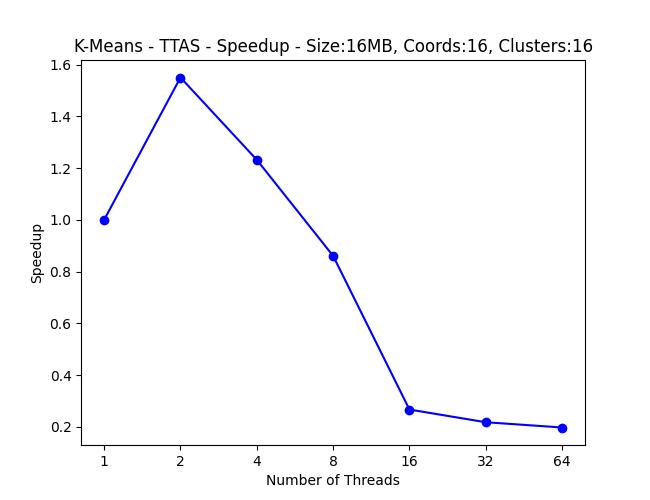 K-Means - TTAS - Speedup - Size:16MB, Coords:16, Clusters:16
1.6
1.4
1.2
1.0
0.8
0.6
0.4
0.2
Speedup
1 2 4 8 16 32 64
Number of Threads